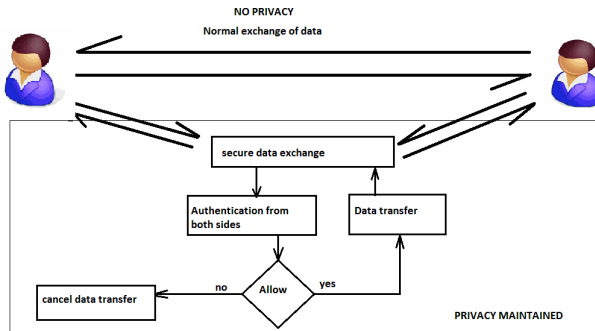 NO PRIVACY
Normal exchange of data
secure data exchange
Authentication from
both sides
Data transfer
Allow
no
yes
cancel data transfer
PRIVACY MAINTAINED